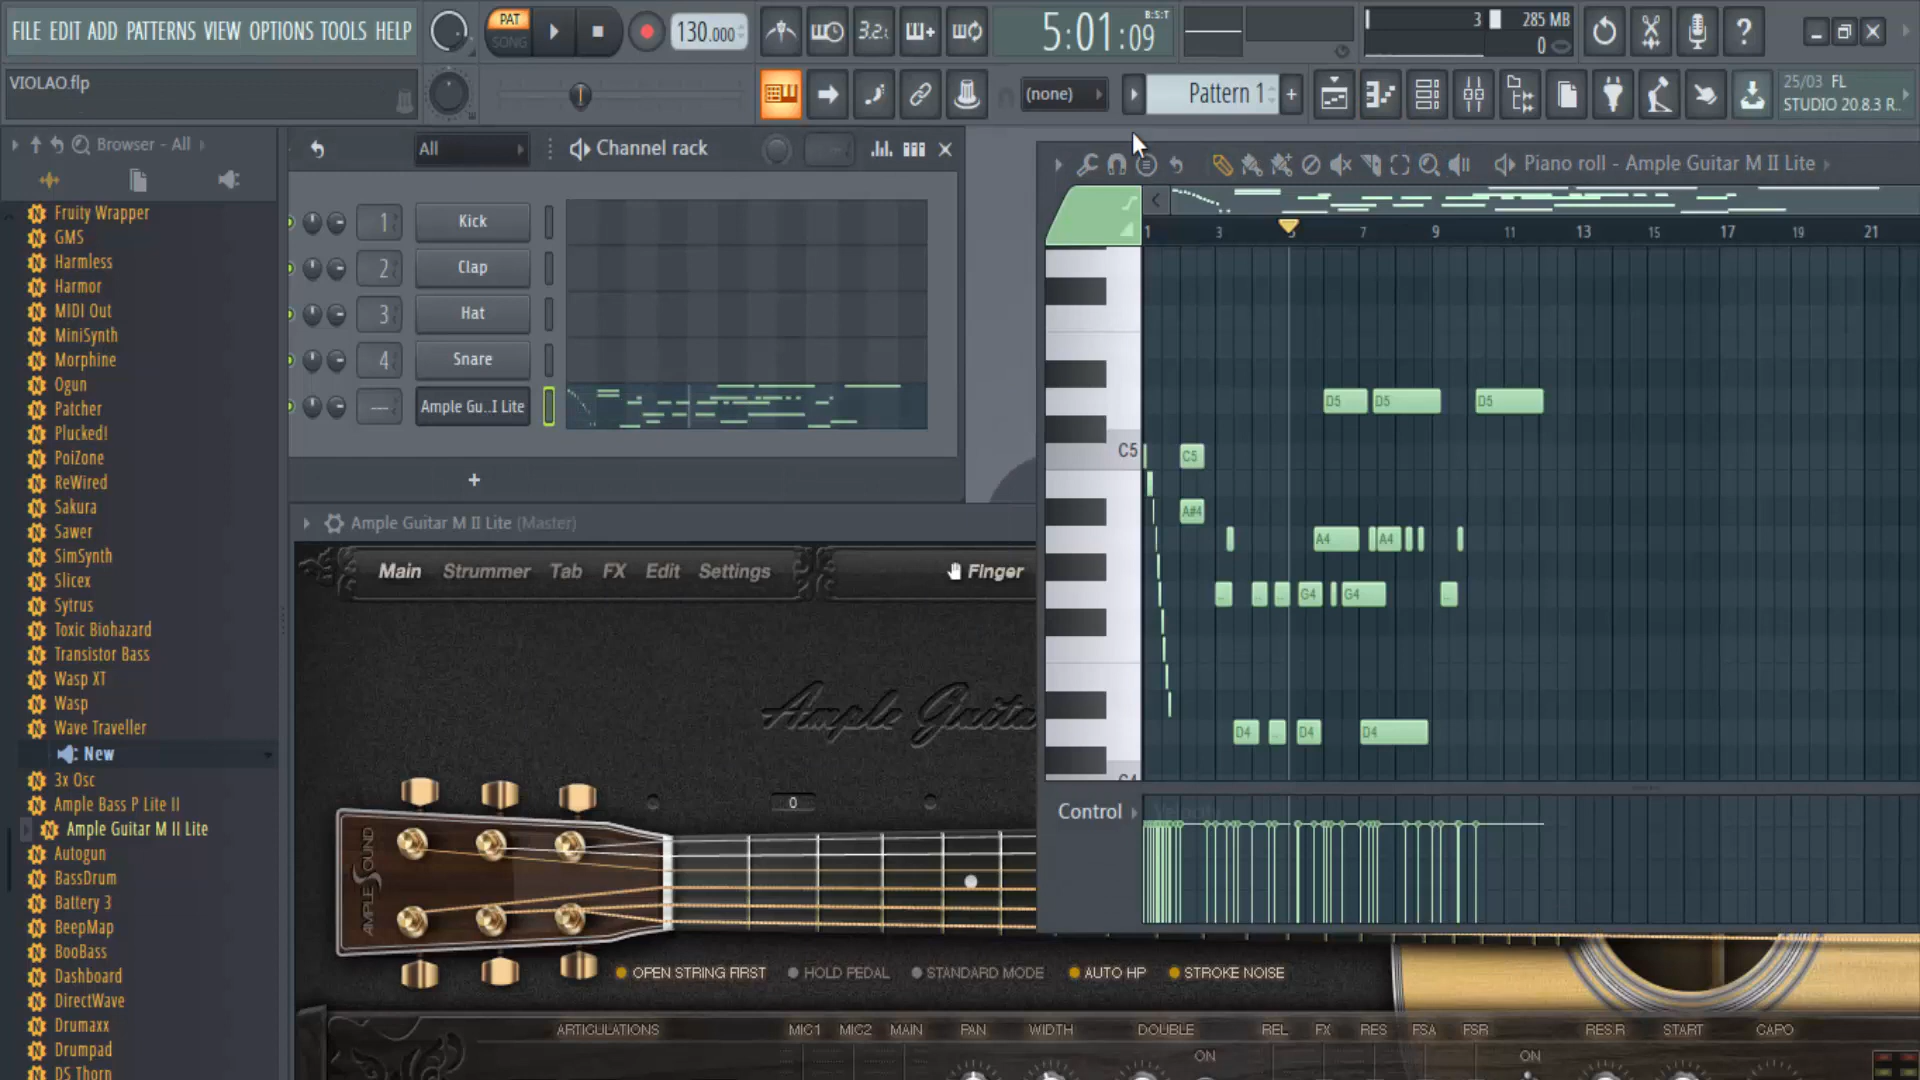 FILE EDIT ADD PATTERNS VIEW OPTIONS TOOLS HELP
PAT
SONG
130.000
3.2
5:01:09
B:S:T
3
285 MB
0
VIOLAO.flp
(none)
Pattern 1
+
25/03 FL
STUDIO 20.8.3 R..
Browser - All
All
Channel rack
Piano roll - Ample Guitar M II Lite
Fruity Wrapper
GMS
Harmless
Harmor
MIDI Out
MiniSynth
Morphine
Ogun
Patcher
Plucked!
PoiZone
ReWired
Sakura
Sawer
SimSynth
Slicex
Sytrus
Toxic Biohazard
Transistor Bass
Wasp XT
Wasp
Wave Traveller
New
3x Osc
Ample Bass P Lite II
Ample Guitar M II Lite
Autogun
BassDrum
Battery 3
BeepMap
BooBass
Dashboard
DirectWave
Drumaxx
Drumpad
DS Thorn
1 Kick
2 Clap
3 Hat
4 Snare
--- Ample Gu..I Lite
+
1 3 5 7 9 11 13 15 17 19 21
D5 D5 D5
C5 C5
A#4
A4 A4
G4 G4
D4 D4 D4
C4
Control
Velocity
Ample Guitar M II Lite (Master)
Main Strummer Tab FX Edit Settings
Finger
0
AMPLE SOUND
OPEN STRING FIRST HOLD PEDAL STANDARD MODE AUTO HP STROKE NOISE
ARTICULATIONS MIC1 MIC2 MAIN PAN WIDTH DOUBLE REL FX RES FSA FSR RES.R START CAPO
ON ON